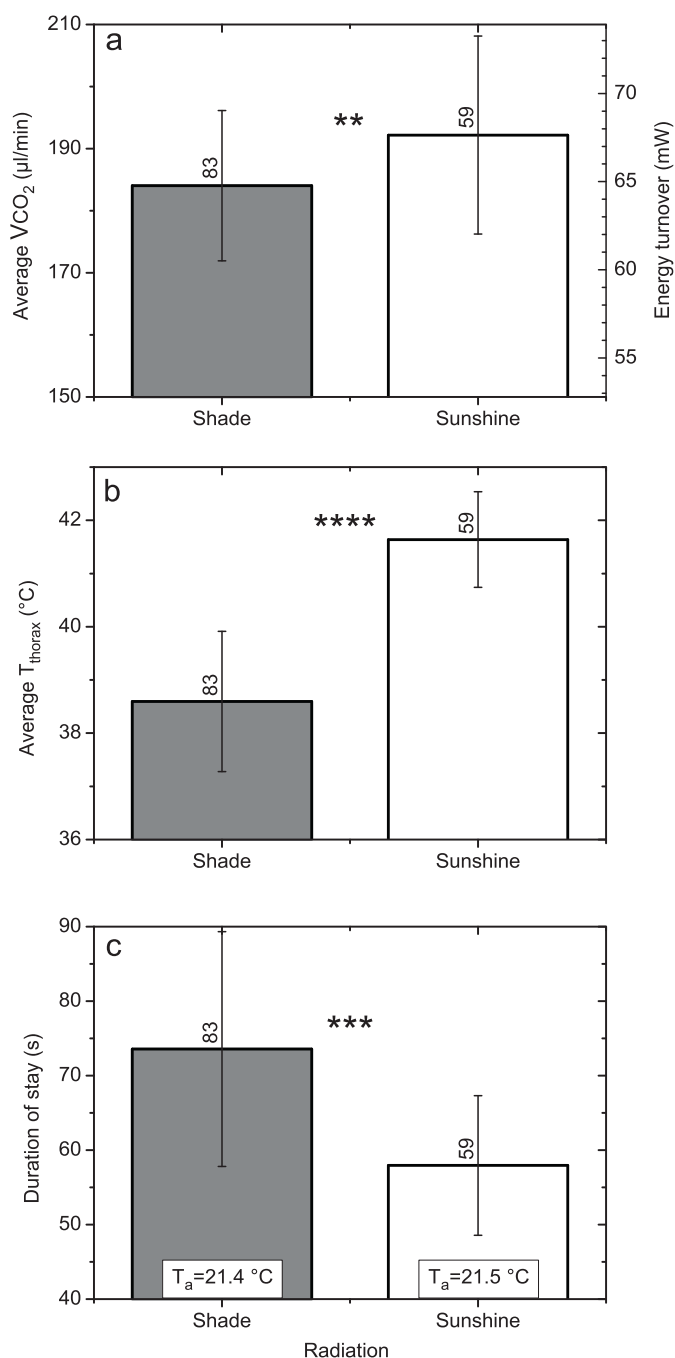 a
210
190
170
150
Average VCO2 (µl/min)
83
**
59
70
65
60
55
Energy turnover (mW)
Shade
Sunshine
b
42
40
38
36
Average Tthorax (°C)
83
****
59
Shade
Sunshine
c
90
80
70
60
50
40
Duration of stay (s)
83
***
59
Ta=21.4 °C
Ta=21.5 °C
Shade
Sunshine
Radiation